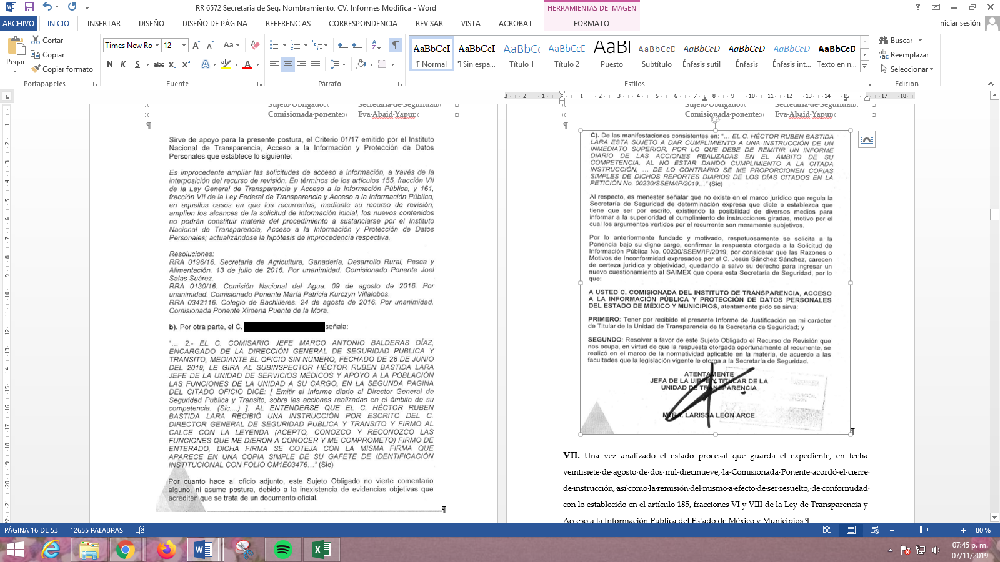 RR 6572 Secretaria de Seg. Nombramiento, CV, Informes Modifica - Word
HERRAMIENTAS DE IMAGEN
ARCHIVO INICIO INSERTAR DISEÑO DISEÑO DE PÁGINA REFERENCIAS CORRESPONDENCIA REVISAR VISTA ACROBAT FORMATO Iniciar sesión
Pegar
Cortar
Copiar
Copiar formato
Portapapeles
Times New Ro 12
N K S abc x₂ x²
Fuente
Párrafo
AaBbCcI AaBbCcI AaBbCc AaBbCcD AaBl AaBbCcD AaBbCcD AaBbCcD AaBbCcD AaBbCcD
¶ Normal ¶ Sin espa... Título 1 Título 2 Puesto Subtítulo Énfasis sutil Énfasis Énfasis int... Texto en n...
Estilos
Buscar
Reemplazar
Seleccionar
Edición
3 2 1 1 2 3 4 5 6 7 8 9 10 11 12 13 14 15 17 18
Sujeto Obligado: Secretaría de Seguridad
Comisionada ponente: Eva Abaid Yapur
Sirve de apoyo para la presente postura, el Criterio 01/17 emitido por el Instituto
Nacional de Transparencia, Acceso a la Información y Protección de Datos
Personales que establece lo siguiente:
Es improcedente ampliar las solicitudes de acceso a información, a través de la
interposición del recurso de revisión. En términos de los artículos 155, fracción VII
de la Ley General de Transparencia y Acceso a la Información Pública, y 161,
fracción VII de la Ley Federal de Transparencia y Acceso a la Información Pública,
en aquellos casos en que los recurrentes, mediante su recurso de revisión,
amplíen los alcances de la solicitud de información inicial, los nuevos contenidos
no podrán constituir materia del procedimiento a sustanciarse por el Instituto
Nacional de Transparencia, Acceso a la Información y Protección de Datos
Personales; actualizándose la hipótesis de improcedencia respectiva.
Resoluciones:
RRA 0196/16. Secretaría de Agricultura, Ganadería, Desarrollo Rural, Pesca y
Alimentación. 13 de julio de 2016. Por unanimidad. Comisionado Ponente Joel
Salas Suárez.
RRA 0130/16. Comisión Nacional del Agua. 09 de agosto de 2016. Por
unanimidad. Comisionado Ponente María Patricia Kurczyn Villalobos.
RRA 0342116. Colegio de Bachilleres. 24 de agosto de 2016. Por unanimidad.
Comisionada Ponente Ximena Puente de la Mora.
b). Por otra parte, el C. señala:
"... 2.- EL C. COMISARIO JEFE MARCO ANTONIO BALDERAS DÍAZ,
ENCARGADO DE LA DIRECCIÓN GENERAL DE SEGURIDAD PUBLICA Y
TRANSITO, MEDIANTE EL OFICIO SIN NUMERO, FECHADO DE 28 DE JUNIO
DEL 2019, LE GIRA AL SUBINSPECTOR HÉCTOR RUBEN BASTIDA LARA
JEFE DE LA UNIDAD DE SERVICIOS MÉDICOS Y APOYO A LA POBLACIÓN
LAS FUNCIONES DE LA UNIDAD A SU CARGO, EN LA SEGUNDA PAGINA
DEL CITADO OFICIO DICE: [ Emitir el informe diario al Director General de
Seguridad Publica y Transito, sobre las acciones realizadas en el ámbito de su
competencia. (Sic....) ]. AL ENTENDERSE QUE EL C. HÉCTOR RUBEN
BASTIDA LARA RECIBIÓ UNA INSTRUCCIÓN POR ESCRITO DEL C.
DIRECTOR GENERAL DE SEGURIDAD PUBLICA Y TRANSITO Y FIRMO AL
CALCE CON LA LEYENDA (ACEPTO, CONOZCO Y RECONOZCO LAS
FUNCIONES QUE ME DIERON A CONOCER Y ME COMPROMETO) FIRMO DE
ENTERADO, DICHA FIRMA SE COTEJA CON LA MISMA FIRMA QUE
APARECE EN UNA COPIA SIMPLE DE SU GAFETE DE IDENTIFICACIÓN
INSTITUCIONAL CON FOLIO OM1E03476..." (Sic)
Por cuanto hace al oficio adjunto, este Sujeto Obligado no vierte comentario
alguno, ni asume postura, debido a la inexistencia de evidencias objetivas que
acrediten que se trata de un documento oficial.
Sujeto Obligado: Secretaría de Seguridad
Comisionada ponente: Eva Abaid Yapur
C). De las manifestaciones consistentes en: "... EL C. HÉCTOR RUBEN BASTIDA
LARA ESTA SUJETO A DAR CUMPLIMIENTO A UNA INSTRUCCIÓN DE UN
INMEDIATO SUPERIOR, POR LO QUE DEBE DE REMITIR UN INFORME
DIARIO DE LAS ACCIONES REALIZADAS EN EL ÁMBITO DE SU
COMPETENCIA, AL NO ESTAR DANDO CUMPLIMIENTO A LA CITADA
INSTRUCCIÓN, ... DE LO CONTRARIO SE ME PROPORCIONEN COPIAS
SIMPLES DE DICHOS REPORTES DIARIOS DE LOS DÍAS CITADOS EN LA
PETICIÓN No. 00230/SSEM/IP/2019..." (Sic)
Al respecto, es menester señalar que no existe en el marco jurídico que regula la
Secretaría de Seguridad de determinación expresa que dicte o establezca que
tiene que ser por escrito, existiendo la posibilidad de diversos medios para
informar a la superioridad el cumplimiento de instrucciones giradas, motivo por el
cual los argumentos vertidos por el recurrente son meramente subjetivos.
Por lo anteriormente fundado y motivado, respetuosamente se solicita a la
Ponencia bajo su digno cargo, confirmar la respuesta otorgada a la Solicitud de
Información Pública No. 00230/SSEM/IP/2019, por considerar que las Razones o
Motivos de Inconformidad expresados por el C. Jesús Sánchez Sánchez, carecen
de certeza jurídica y objetividad, quedando a salvo su derecho para ingresar un
nuevo cuestionamiento al SAIMEX que opera esta Secretaría de Seguridad, por lo
que:
A USTED C. COMISIONADA DEL INSTITUTO DE TRANSPARENCIA, ACCESO
A LA INFORMACIÓN PÚBLICA Y PROTECCIÓN DE DATOS PERSONALES
DEL ESTADO DE MÉXICO Y MUNICIPIOS, atentamente pido se sirva:
PRIMERO: Tener por recibido el presente Informe de Justificación en mi carácter
de Titular de la Unidad de Transparencia de la Secretaría de Seguridad; y
SEGUNDO: Resolver a favor de este Sujeto Obligado el Recurso de Revisión que
nos ocupa, en virtud de que la respuesta otorgada oportunamente al recurrente, se
realizó en el marco de la normatividad aplicable en la materia, de acuerdo a las
facultades que la legislación vigente le otorga a la Secretaría de Seguridad.
ATENTAMENTE
JEFA DE LA UIPPE Y TITULAR DE LA
UNIDAD DE TRANSPARENCIA
MTRA. LARISSA LEÓN ARCE
VII. Una vez analizado el estado procesal que guarda el expediente, en fecha
veintisiete de agosto de dos mil diecinueve, la Comisionada Ponente acordó el cierre
de instrucción, así como la remisión del mismo a efecto de ser resuelto, de conformidad
con lo establecido en el artículo 185, fracciones VI y VIII de la Ley de Transparencia y
Acceso a la Información Pública del Estado de México y Municipios.¶
PÁGINA 16 DE 53 12655 PALABRAS 80 %
07:45 p. m.
07/11/2019